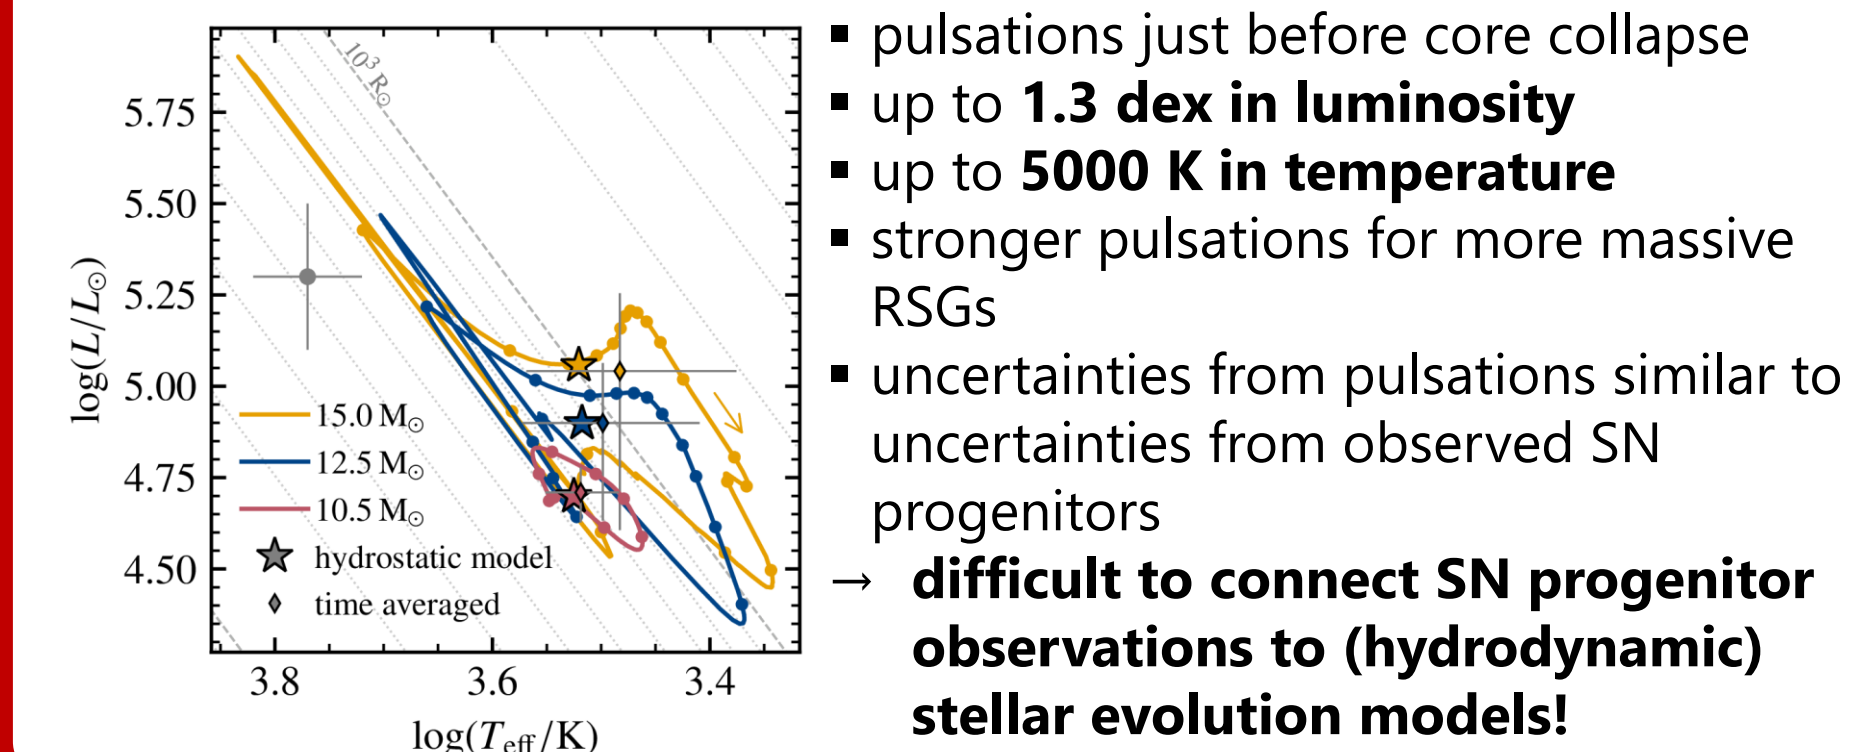 10³ R⊙
5.75
5.50
5.25
5.00
4.75
4.50
log(L/L⊙)
15.0 M⊙
12.5 M⊙
10.5 M⊙
hydrostatic model
time averaged
3.8 3.6 3.4
log(Teff/K)
▪ pulsations just before core collapse
▪ up to 1.3 dex in luminosity
▪ up to 5000 K in temperature
▪ stronger pulsations for more massive
RSGs
▪ uncertainties from pulsations similar to
uncertainties from observed SN
progenitors
→ difficult to connect SN progenitor
observations to (hydrodynamic)
stellar evolution models!